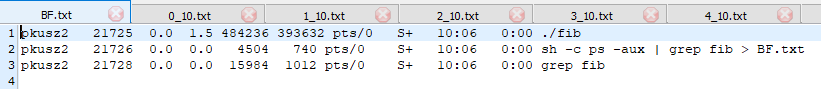 BF.txt 0_10.txt 1_10.txt 2_10.txt 3_10.txt 4_10.txt
1 pkusz2 21725 0.0 1.5 484236 393632 pts/0 S+ 10:06 0:00 ./fib
2 pkusz2 21726 0.0 0.0 4504 740 pts/0 S+ 10:06 0:00 sh -c ps -aux | grep fib > BF.txt
3 pkusz2 21728 0.0 0.0 15984 1012 pts/0 S+ 10:06 0:00 grep fib
4